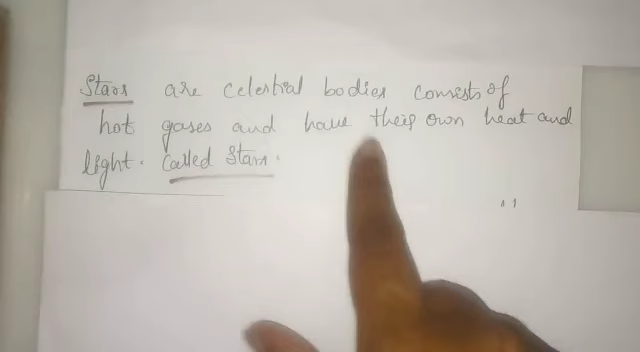 Stars are celestial bodies consists of
hot gases and have their own heat and
light. Called Stars.